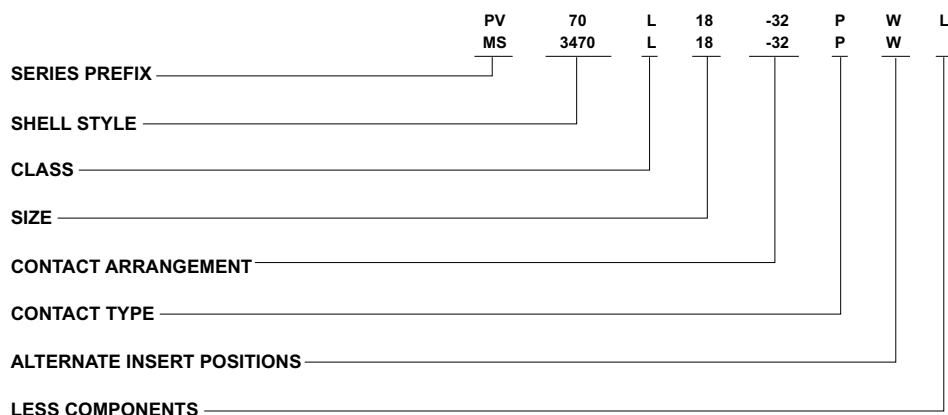 PV 70 L 18 -32 P W L
MS 3470 L 18 -32 P W
SERIES PREFIX
SHELL STYLE
CLASS
SIZE
CONTACT ARRANGEMENT
CONTACT TYPE
ALTERNATE INSERT POSITIONS
LESS COMPONENTS